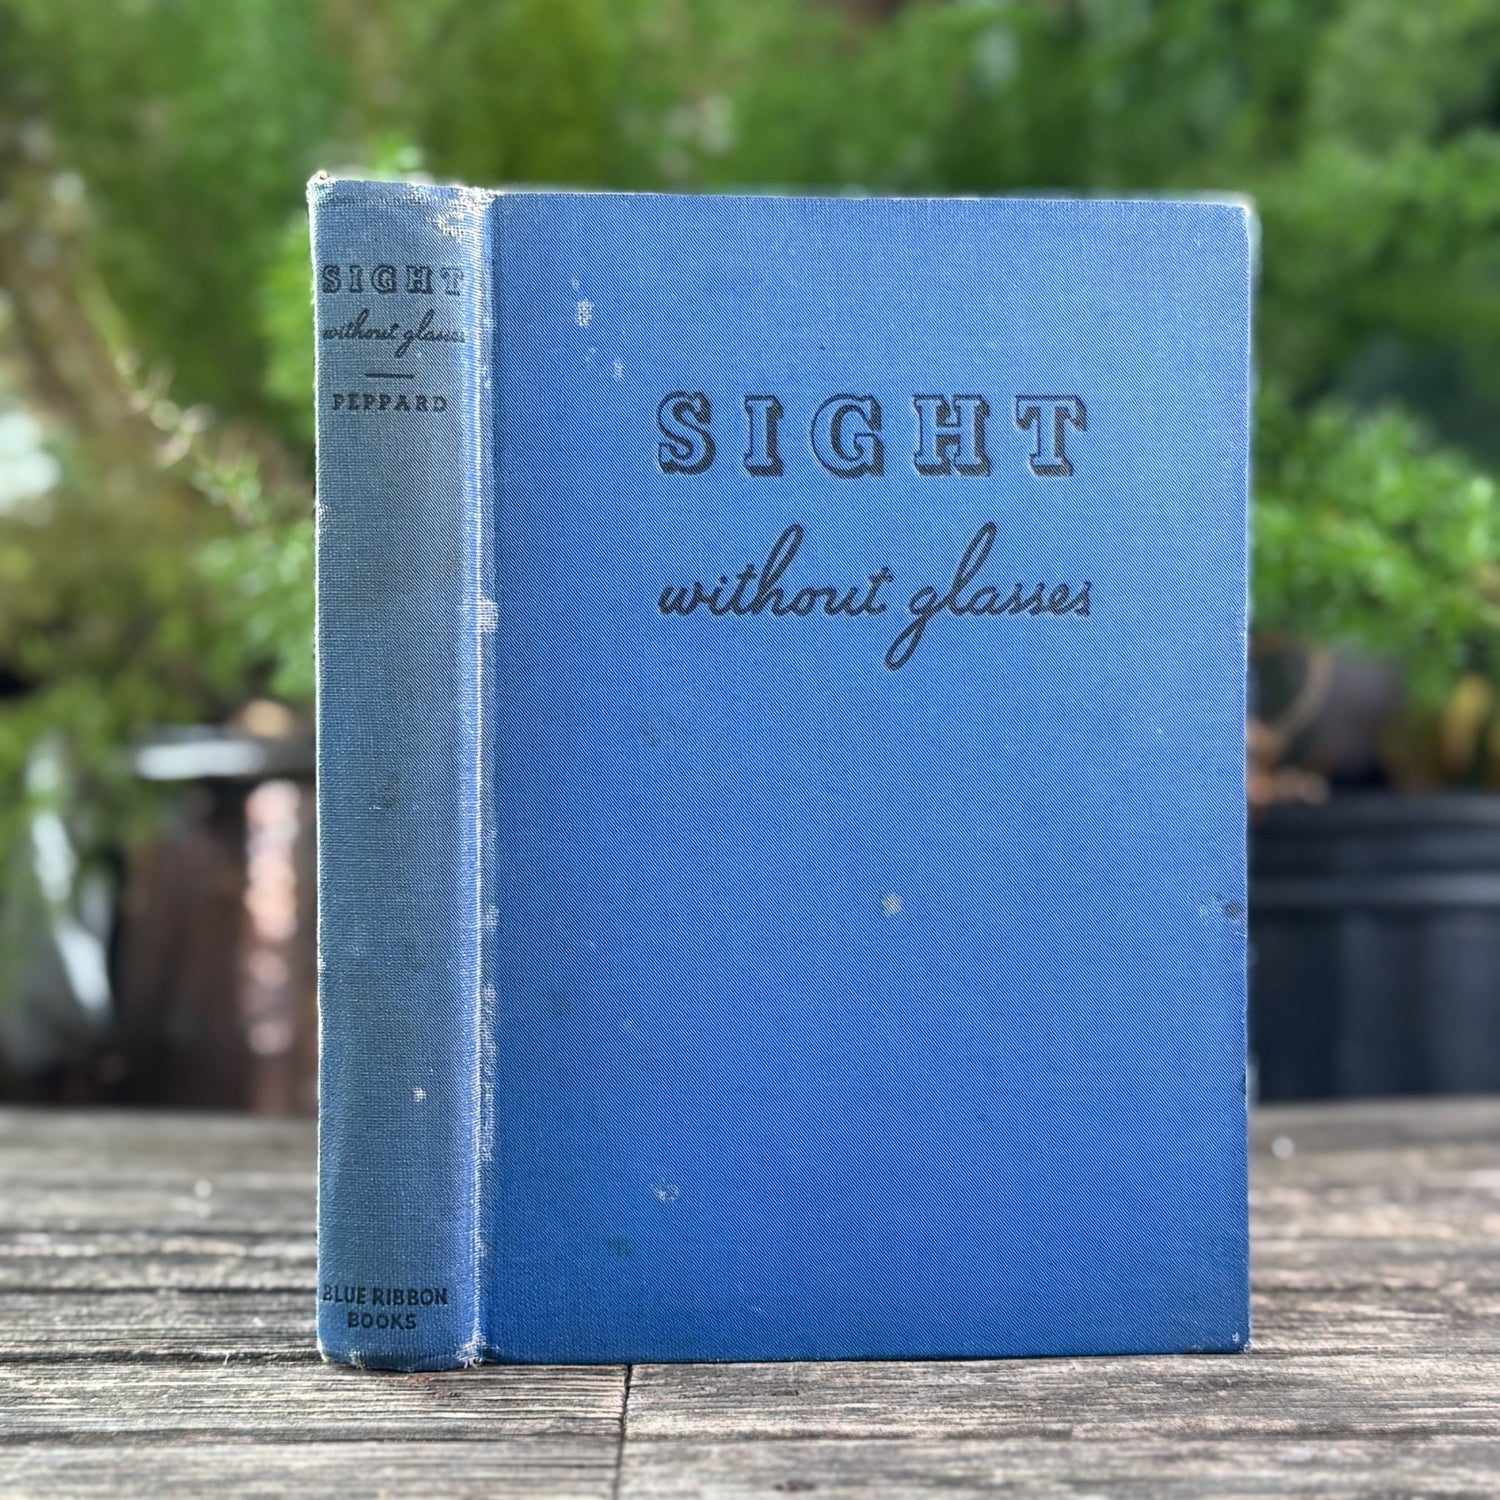 SIGHT
without glasses
PEPPARD
BLUE RIBBON
BOOKS
SIGHT
without glasses